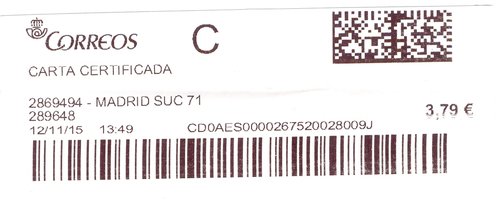 CORREOS C
CARTA CERTIFICADA
2869494 - MADRID SUC 71
289648 3,79 €
12/11/15 13:49 CD0AES0000267520028009J